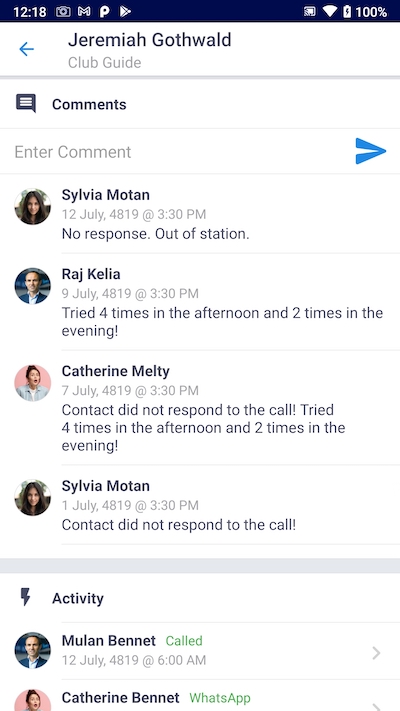 12:18 100%
Jeremiah Gothwald
Club Guide
Comments
Enter Comment
Sylvia Motan
12 July, 4819 @ 3:30 PM
No response. Out of station.
Raj Kelia
9 July, 4819 @ 3:30 PM
Tried 4 times in the afternoon and 2 times in the
evening!
Catherine Melty
7 July, 4819 @ 3:30 PM
Contact did not respond to the call! Tried
4 times in the afternoon and 2 times in the
evening!
Sylvia Motan
1 July, 4819 @ 3:30 PM
Contact did not respond to the call!
Activity
Mulan Bennet Called
12 July, 4819 @ 6:00 AM
Catherine Bennet WhatsApp